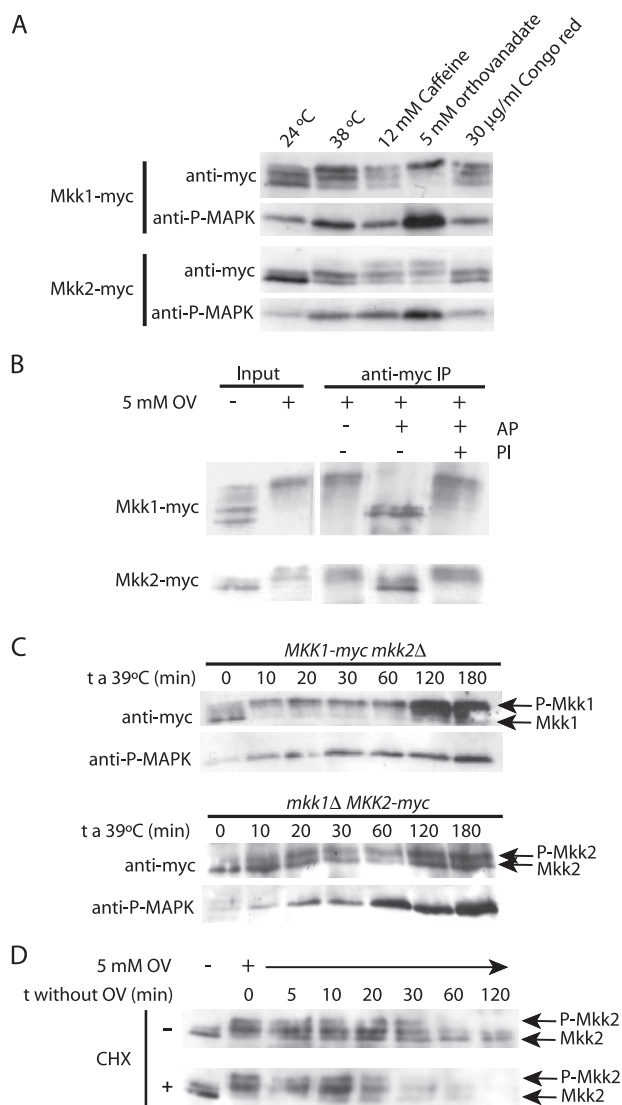 A
24 ºC
38 ºC
12 mM Caffeine
5 mM orthovanadate
30 µg/ml Congo red
Mkk1-myc
anti-myc
anti-P-MAPK
Mkk2-myc
anti-myc
anti-P-MAPK
B
Input anti-myc IP
5 mM OV - + + + +
- + + AP
- - + PI
Mkk1-myc
Mkk2-myc
C
MKK1-myc mkk2Δ
t a 39ºC (min) 0 10 20 30 60 120 180
anti-myc
P-Mkk1
Mkk1
anti-P-MAPK
mkk1Δ MKK2-myc
t a 39ºC (min) 0 10 20 30 60 120 180
anti-myc
P-Mkk2
Mkk2
anti-P-MAPK
D
5 mM OV - +
t without OV (min) 0 5 10 20 30 60 120
CHX
-
P-Mkk2
Mkk2
+
P-Mkk2
Mkk2